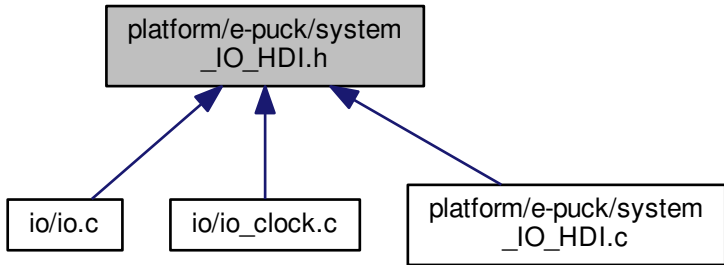 platform/e-puck/system
_IO_HDI.h
io/io.c
io/io_clock.c
platform/e-puck/system
_IO_HDI.c